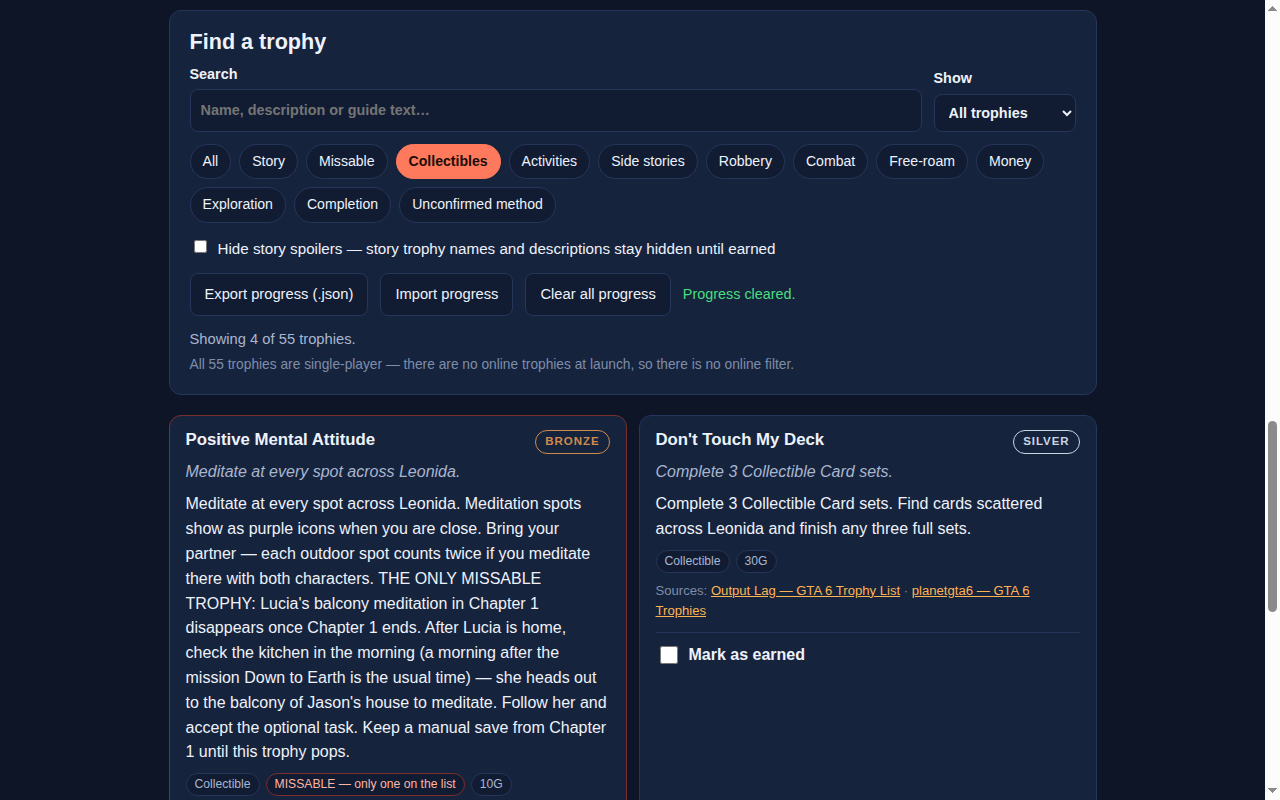 Find a trophy
Search
Show
Name, description or guide text…
All trophies
All
Story
Missable
Collectibles
Activities
Side stories
Robbery
Combat
Free-roam
Money
Exploration
Completion
Unconfirmed method
Hide story spoilers — story trophy names and descriptions stay hidden until earned
Export progress (.json)
Import progress
Clear all progress
Progress cleared.
Showing 4 of 55 trophies.
All 55 trophies are single-player — there are no online trophies at launch, so there is no online filter.
Positive Mental Attitude
BRONZE
Meditate at every spot across Leonida.
Meditate at every spot across Leonida. Meditation spots
show as purple icons when you are close. Bring your
partner — each outdoor spot counts twice if you meditate
there with both characters. THE ONLY MISSABLE
TROPHY: Lucia's balcony meditation in Chapter 1
disappears once Chapter 1 ends. After Lucia is home,
check the kitchen in the morning (a morning after the
mission Down to Earth is the usual time) — she heads out
to the balcony of Jason's house to meditate. Follow her and
accept the optional task. Keep a manual save from Chapter
1 until this trophy pops.
Collectible
MISSABLE — only one on the list
10G
Don't Touch My Deck
SILVER
Complete 3 Collectible Card sets.
Complete 3 Collectible Card sets. Find cards scattered
across Leonida and finish any three full sets.
Collectible
30G
Sources: Output Lag — GTA 6 Trophy List · planetgta6 — GTA 6
Trophies
Mark as earned